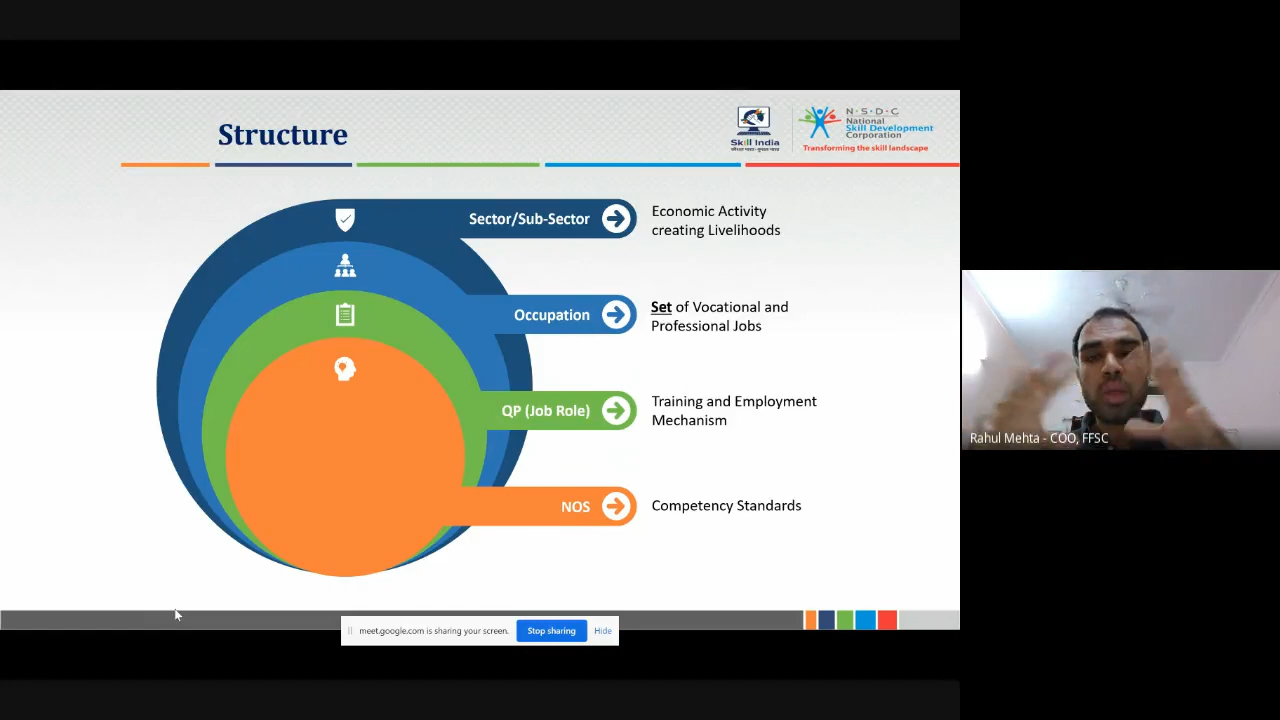 Structure
Skill India
N·S·D·C
National
Skill Development
Corporation
Transforming the skill landscape
Sector/Sub-Sector
Economic Activity
creating Livelihoods
Occupation
Set of Vocational and
Professional Jobs
QP (Job Role)
Training and Employment
Mechanism
NOS
Competency Standards
Rahul Mehta - COO, FFSC
meet.google.com is sharing your screen.
Stop sharing
Hide